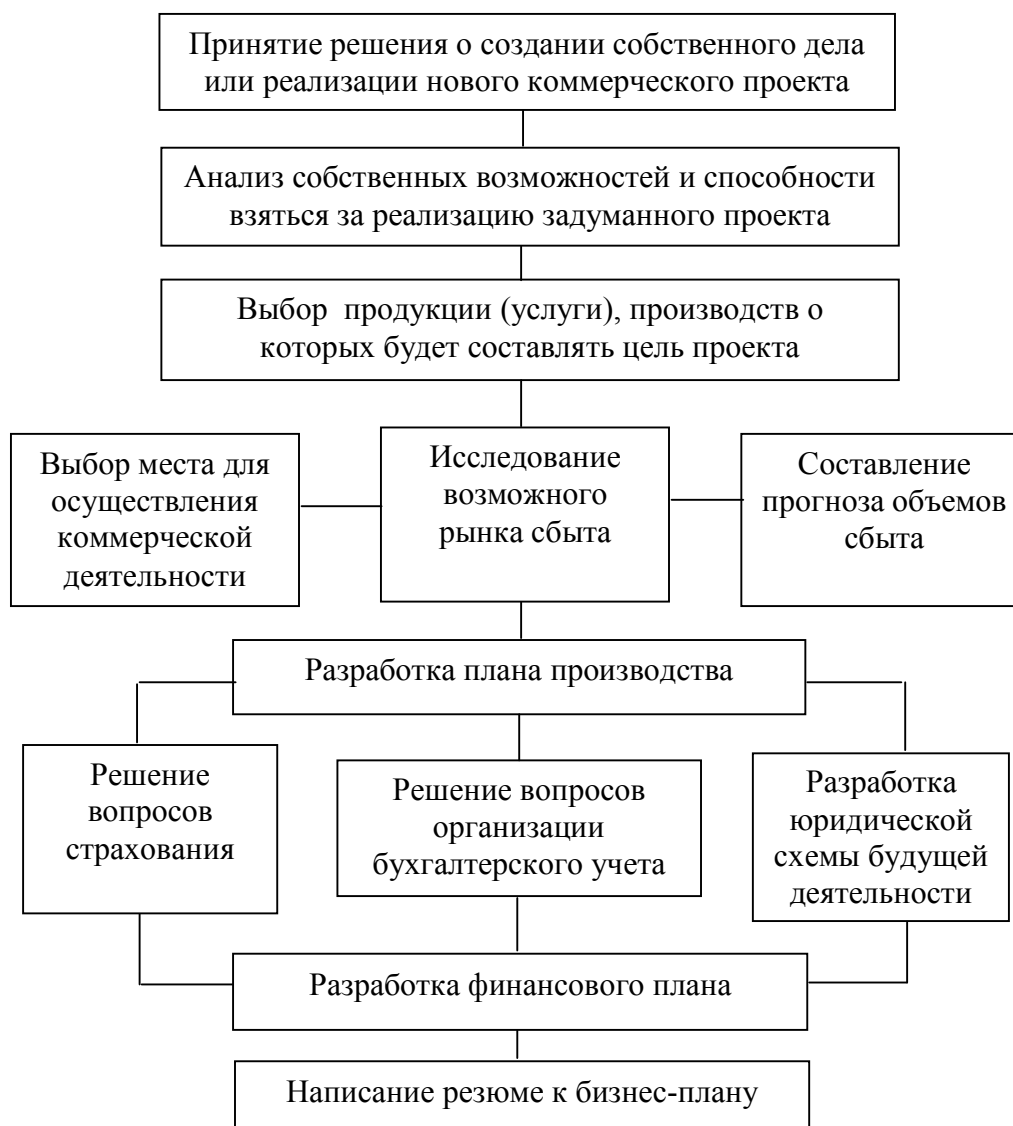 Принятие решения о создании собственного дела
или реализации нового коммерческого проекта
Анализ собственных возможностей и способности
взяться за реализацию задуманного проекта
Выбор  продукции (услуги), производств о
которых будет составлять цель проекта
Выбор места для
осуществления
коммерческой
деятельности
Исследование
возможного
рынка сбыта
Составление
прогноза объемов
сбыта
Разработка плана производства
Решение
вопросов
страхования
Решение вопросов
организации
бухгалтерского учета
Разработка
юридической
схемы будущей
деятельности
Разработка финансового плана
Написание резюме к бизнес-плану